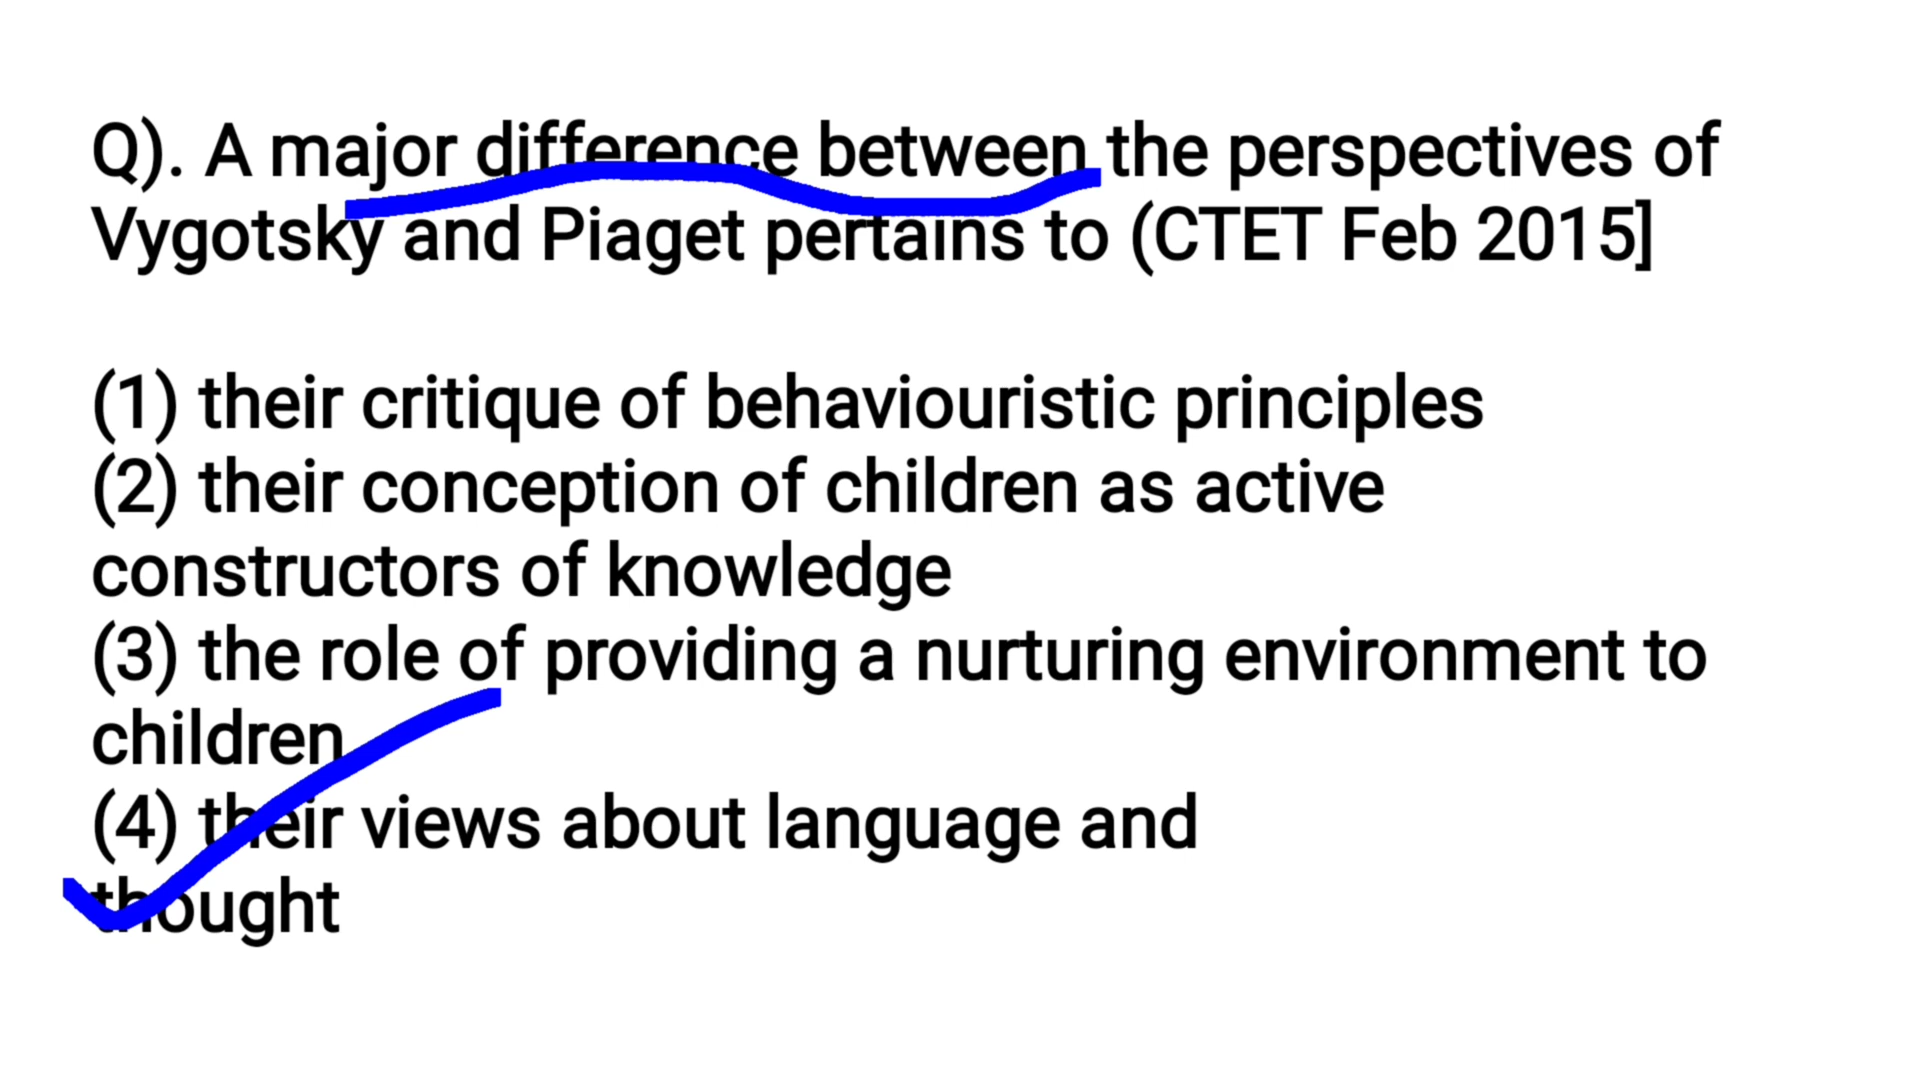 Q). A major difference between the perspectives of
Vygotsky and Piaget pertains to (CTET Feb 2015]
(1) their critique of behaviouristic principles
(2) their conception of children as active
constructors of knowledge
(3) the role of providing a nurturing environment to
children
(4) their views about language and
thought